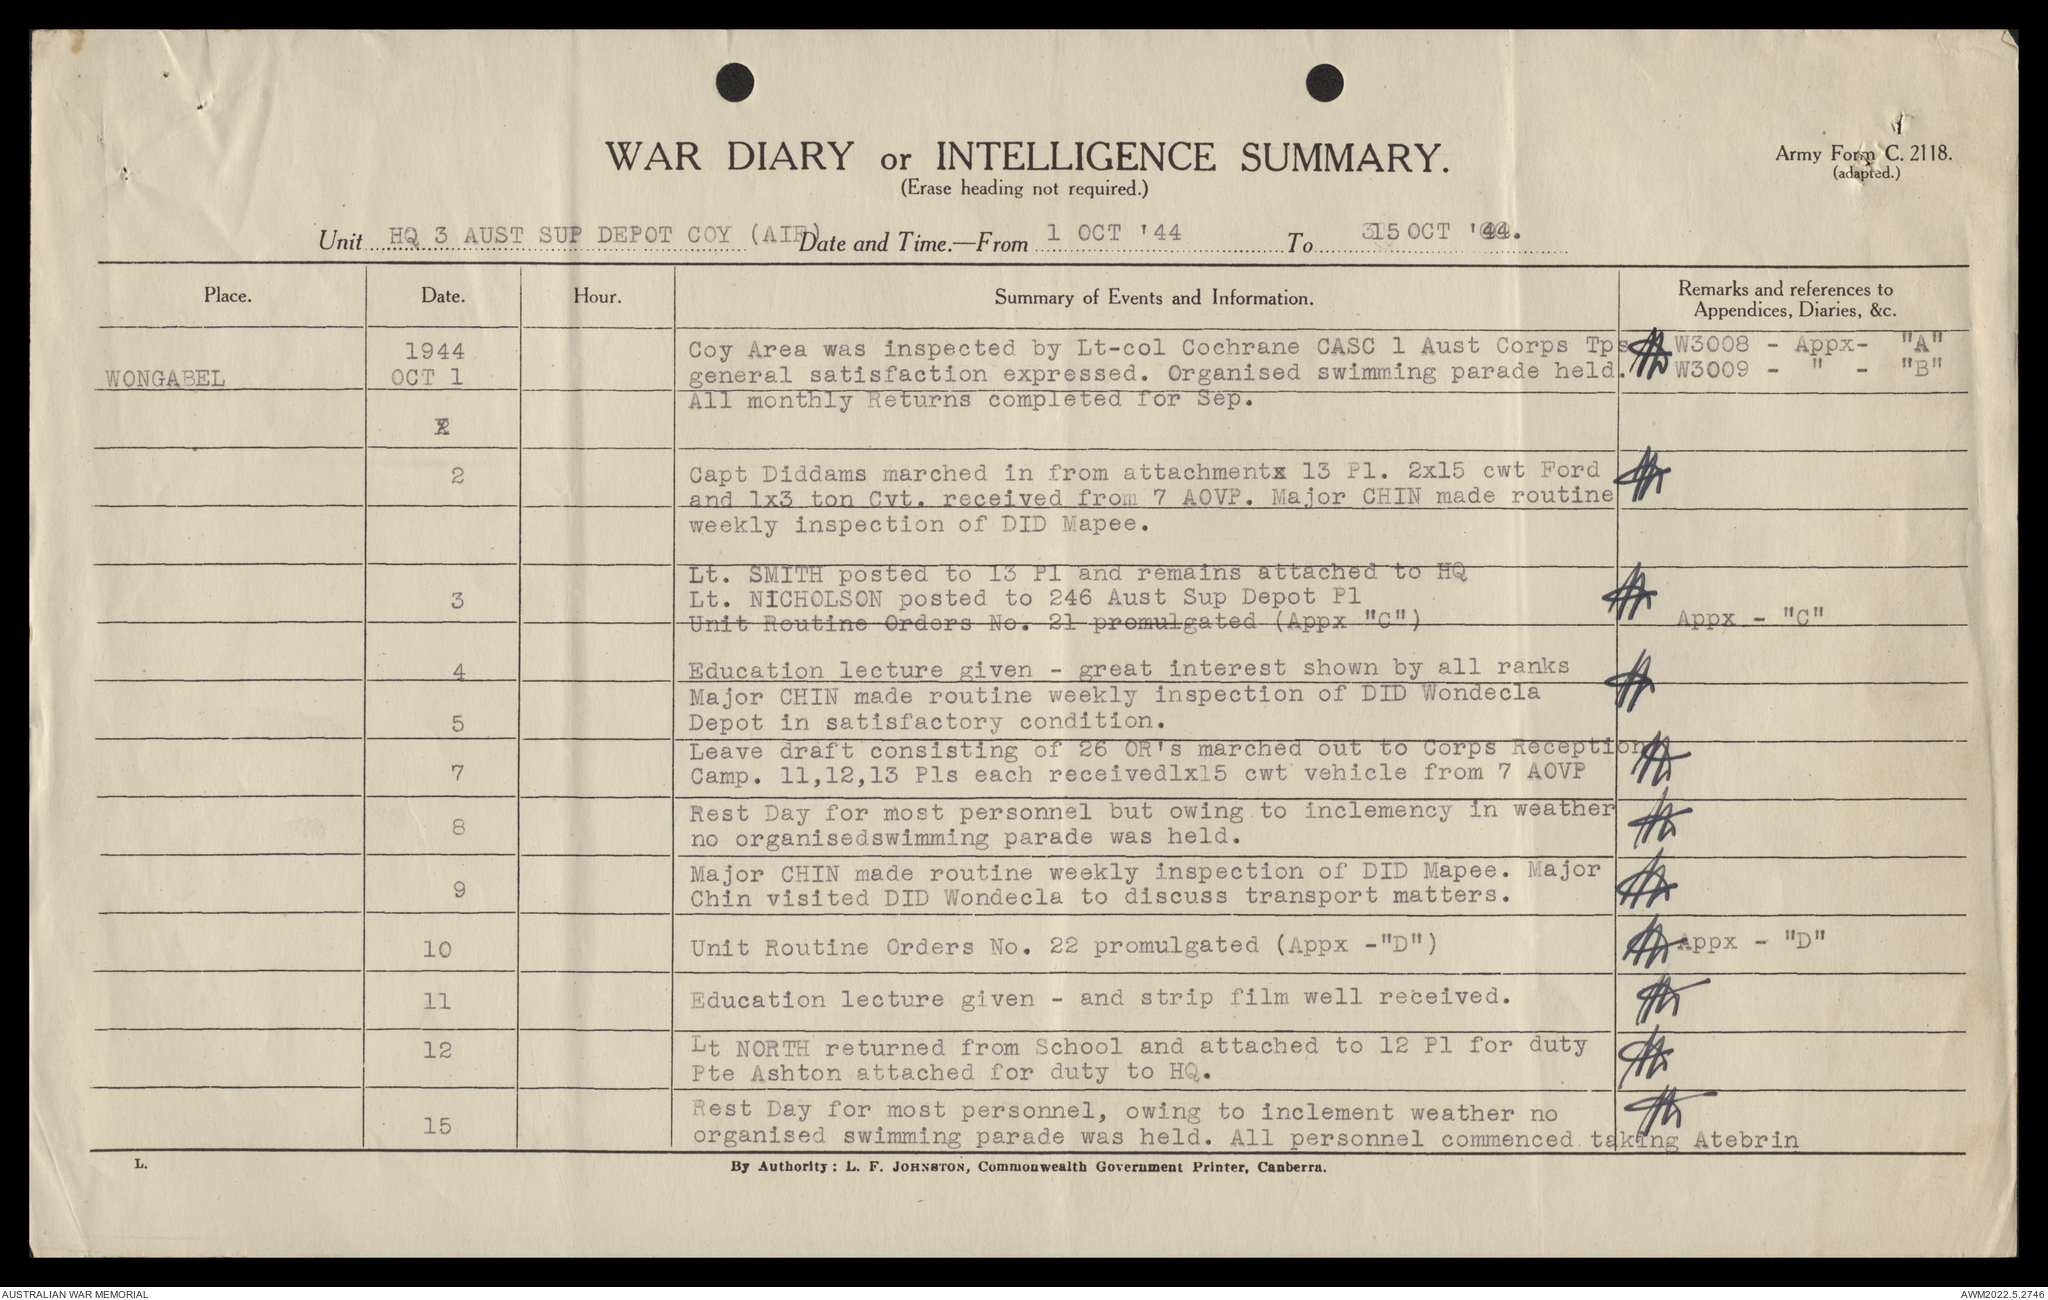 1
WAR DIARY or INTELLIGENCE SUMMARY.
Army Form C. 2118.
(Erase heading not required.)
(adapted.)
Unit HQ 3 AUST SUP DEPOT COY (AIF) Date and Time.—From 1 OCT '44 To 15 OCT '44.
Place. Date. Hour. Summary of Events and Information. Remarks and references to
Appendices, Diaries, &c.
1944 Coy Area was inspected by Lt-col Cochrane CASC 1 Aust Corps Tps W3008 - Appx- "A"
WONGABEL OCT 1 general satisfaction expressed. Organised swimming parade held. W3009 - " - "B"
All monthly Returns completed for Sep.
2 Capt Diddams marched in from attachmentx 13 Pl. 2x15 cwt Ford
and 1x3 ton Cvt. received from 7 AOVP. Major CHIN made routine
weekly inspection of DID Mapee.
Lt. SMITH posted to 13 Pl and remains attached to HQ
3 Lt. NICHOLSON posted to 246 Aust Sup Depot Pl
Unit Routine Orders No. 21 promulgated (Appx "C") Appx - "C"
4 Education lecture given - great interest shown by all ranks
Major CHIN made routine weekly inspection of DID Wondecla
5 Depot in satisfactory condition.
Leave draft consisting of 26 OR's marched out to Corps Reception
7 Camp. 11,12,13 Pls each received1x15 cwt vehicle from 7 AOVP
Rest Day for most personnel but owing to inclemency in weather
8 no organisedswimming parade was held.
Major CHIN made routine weekly inspection of DID Mapee. Major
9 Chin visited DID Wondecla to discuss transport matters.
10 Unit Routine Orders No. 22 promulgated (Appx -"D") Appx - "D"
11 Education lecture given - and strip film well received.
12 Lt NORTH returned from School and attached to 12 Pl for duty
Pte Ashton attached for duty to HQ.
Rest Day for most personnel, owing to inclement weather no
15 organised swimming parade was held. All personnel commenced taking Atebrin
L. By Authority: L. F. JOHNSTON, Commonwealth Government Printer, Canberra.
AUSTRALIAN WAR MEMORIAL AWM2022.5.2746